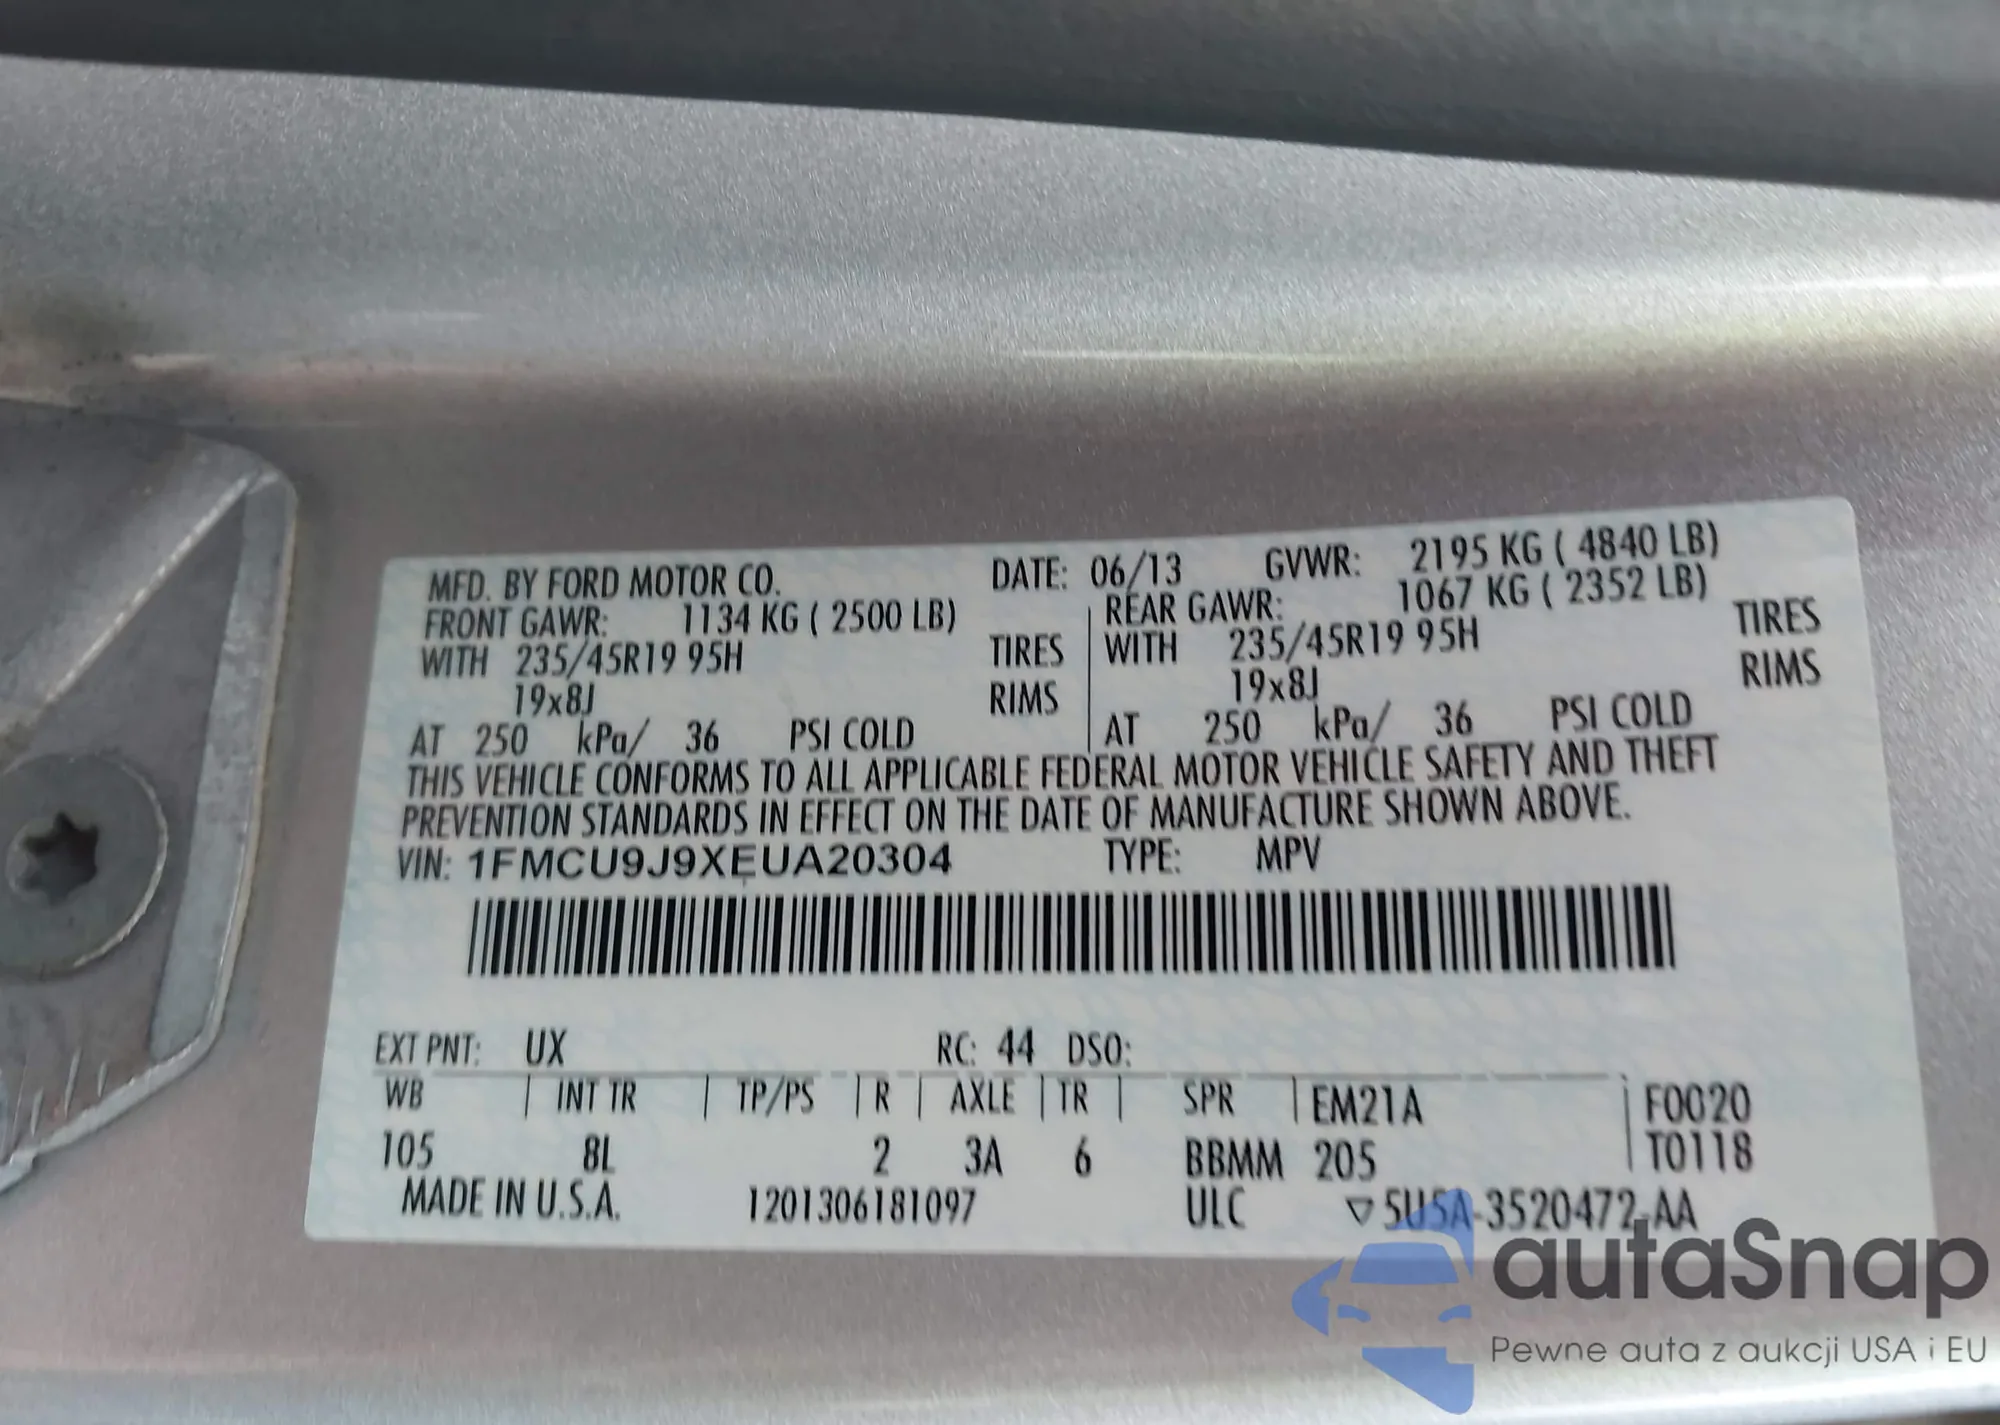 MFD. BY FORD MOTOR CO. DATE: 06/13 GVWR: 2195 KG ( 4840 LB)
FRONT GAWR: 1134 KG ( 2500 LB) REAR GAWR: 1067 KG ( 2352 LB)
WITH 235/45R19 95H TIRES WITH 235/45R19 95H TIRES
19x8J RIMS 19x8J RIMS
AT 250 kPa/ 36 PSI COLD AT 250 kPa/ 36 PSI COLD
THIS VEHICLE CONFORMS TO ALL APPLICABLE FEDERAL MOTOR VEHICLE SAFETY AND THEFT
PREVENTION STANDARDS IN EFFECT ON THE DATE OF MANUFACTURE SHOWN ABOVE.
VIN: 1FMCU9J9XEUA20304 TYPE: MPV
EXT PNT: UX RC: 44 DSO:
WB INT TR TP/PS R AXLE TR SPR EM21A F0020
105 8L 2 3A 6 BBMM 205 T0118
MADE IN U.S.A. 1201306181097 ULC ▽5U5A-3520472-AA
autaSnap
Pewne auta z aukcji USA i EU